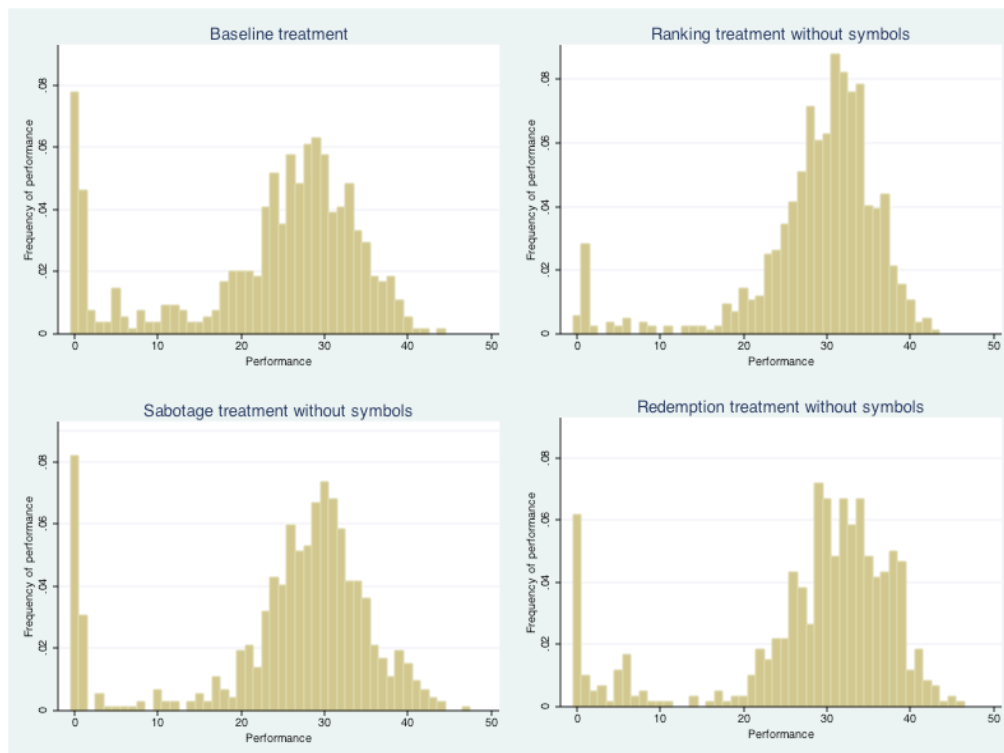 Baseline treatment
Frequency of performance
.08
.06
.04
.02
0
0 10 20 30 40 50
Performance
Ranking treatment without symbols
Frequency of performance
.08
.06
.04
.02
0
0 10 20 30 40 50
Performance
Sabotage treatment without symbols
Frequency of performance
.08
.06
.04
.02
0
0 10 20 30 40 50
Performance
Redemption treatment without symbols
Frequency of performance
.08
.06
.04
.02
0
0 10 20 30 40 50
Performance